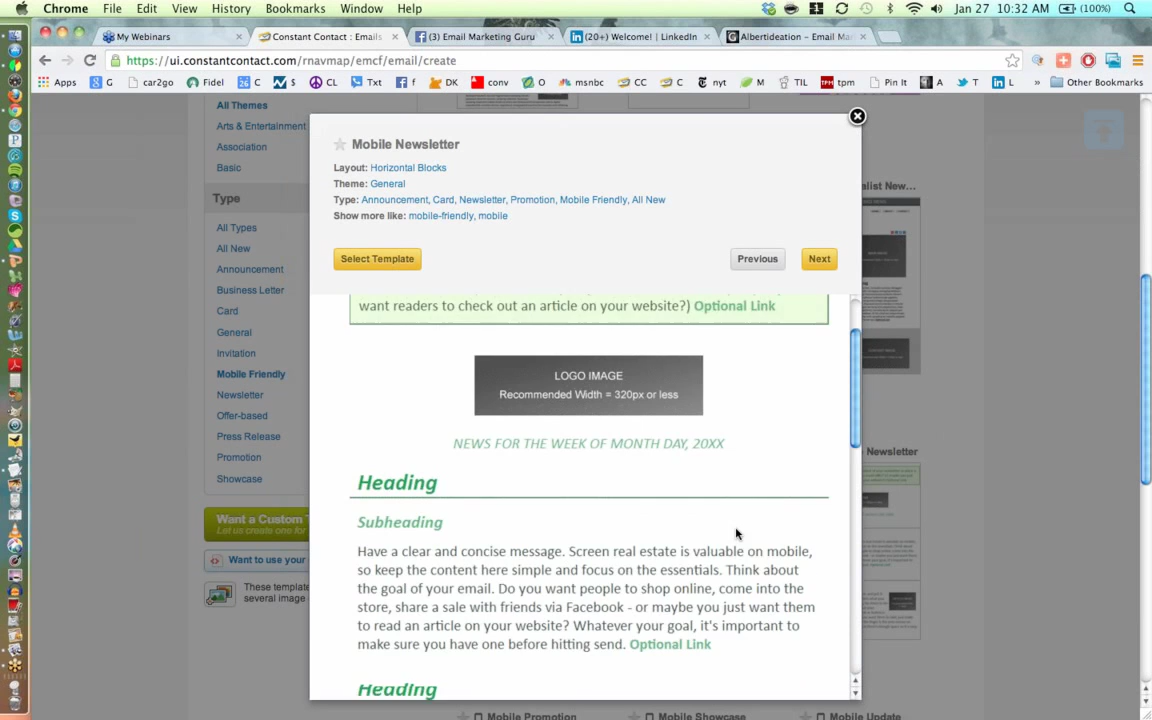 Chrome File Edit View History Bookmarks Window Help Jan 27 10:32 AM (100%)
My Webinars
Constant Contact : Emails
(3) Email Marketing Guru
(20+) Welcome! | LinkedIn
Albertideation – Email Ma
https://ui.constantcontact.com/rnavmap/emcf/email/create
Apps G car2go Fidel C $ CL Txt f DK conv O msnbc CC C nyt M TIL tpm Pin It A T L » Other Bookmarks
All Themes
Arts & Entertainment
Association
Basic
Type
All Types
All New
Announcement
Business Letter
Card
General
Invitation
Mobile Friendly
Newsletter
Offer-based
Press Release
Promotion
Showcase
Want a Custom T
Let us create one for
Want to use your
These template
several image
Mobile Newsletter
Layout: Horizontal Blocks
Theme: General
Type: Announcement, Card, Newsletter, Promotion, Mobile Friendly, All New
Show more like: mobile-friendly, mobile
Select Template
Previous
Next
want readers to check out an article on your website?) Optional Link
LOGO IMAGE
Recommended Width = 320px or less
NEWS FOR THE WEEK OF MONTH DAY, 20XX
Heading
Subheading
Have a clear and concise message. Screen real estate is valuable on mobile,
so keep the content here simple and focus on the essentials. Think about
the goal of your email. Do you want people to shop online, come into the
store, share a sale with friends via Facebook - or maybe you just want them
to read an article on your website? Whatever your goal, it's important to
make sure you have one before hitting send. Optional Link
Heading
alist New...
Newsletter
Mobile Promotion
Mobile Showcase
Mobile Update